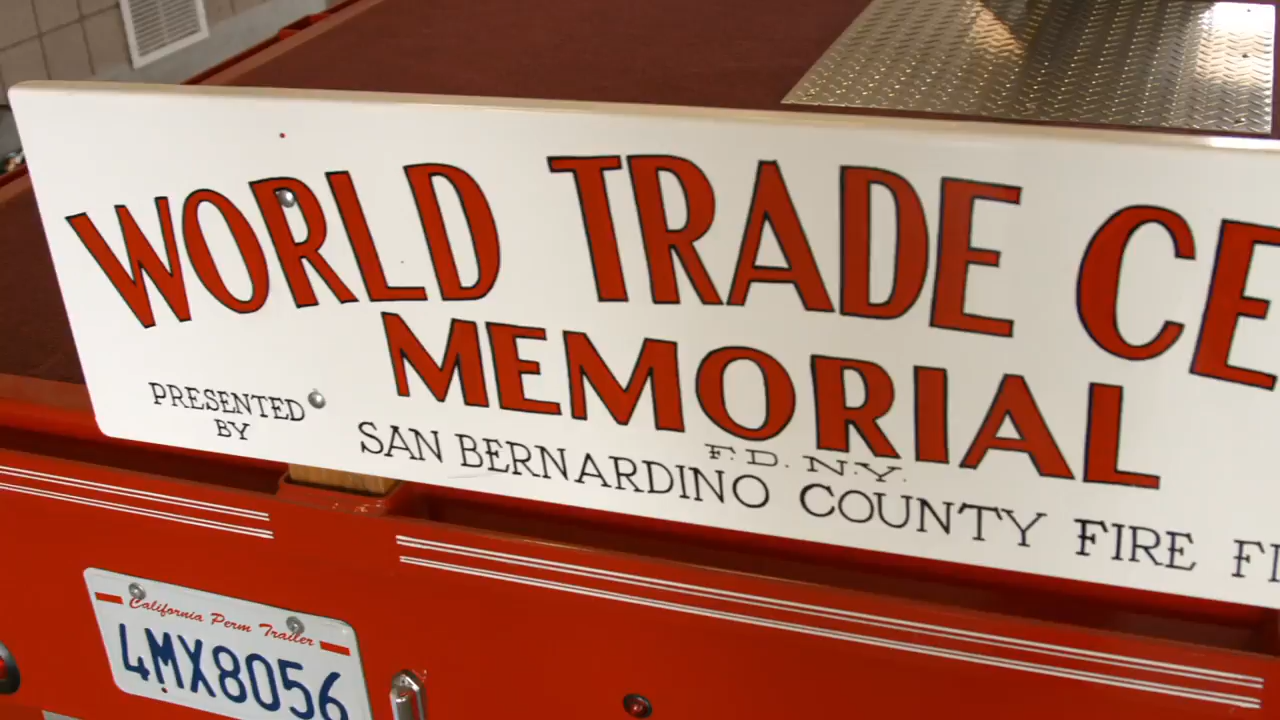 WORLD TRADE CE
MEMORIAL
F.D.N.Y.
PRESENTED
BY
SAN BERNARDINO COUNTY FIRE FI
California Perm Trailer
4MX8056